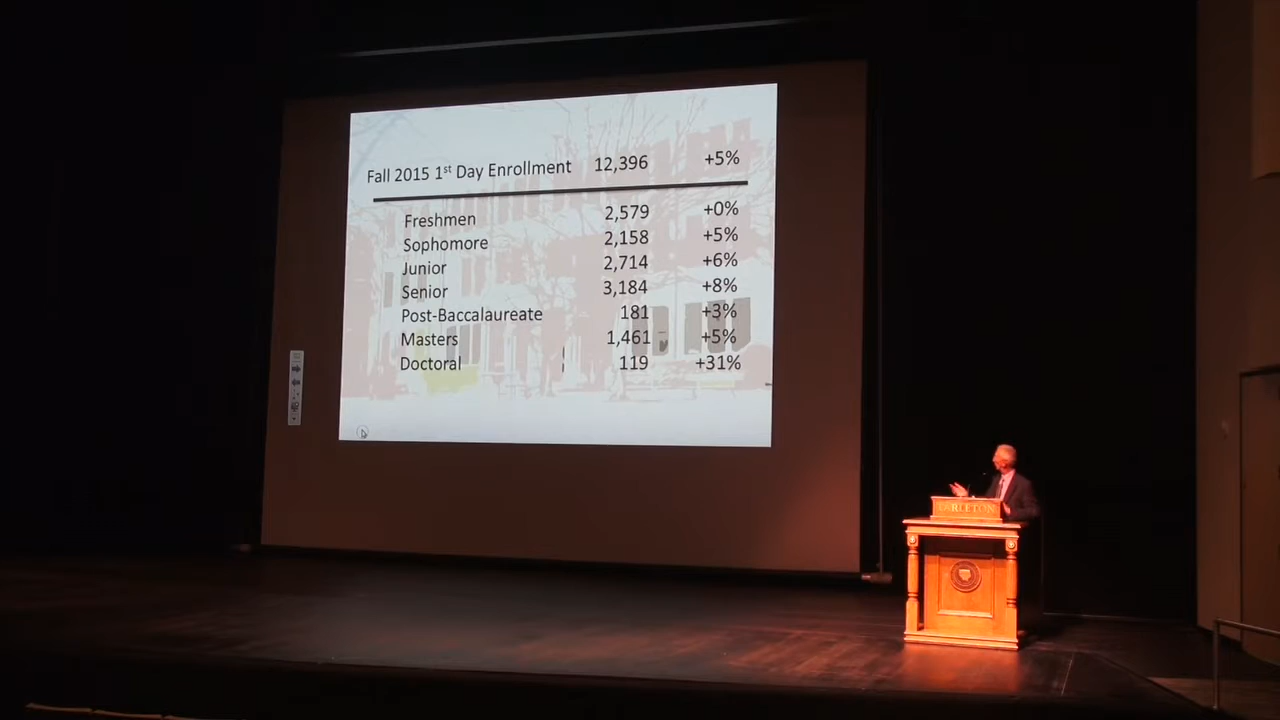 Fall 2015 1st Day Enrollment 12,396 +5%
Freshmen 2,579 +0%
Sophomore 2,158 +5%
Junior 2,714 +6%
Senior 3,184 +8%
Post-Baccalaureate 181 +3%
Masters 1,461 +5%
Doctoral 119 +31%
TARLETON